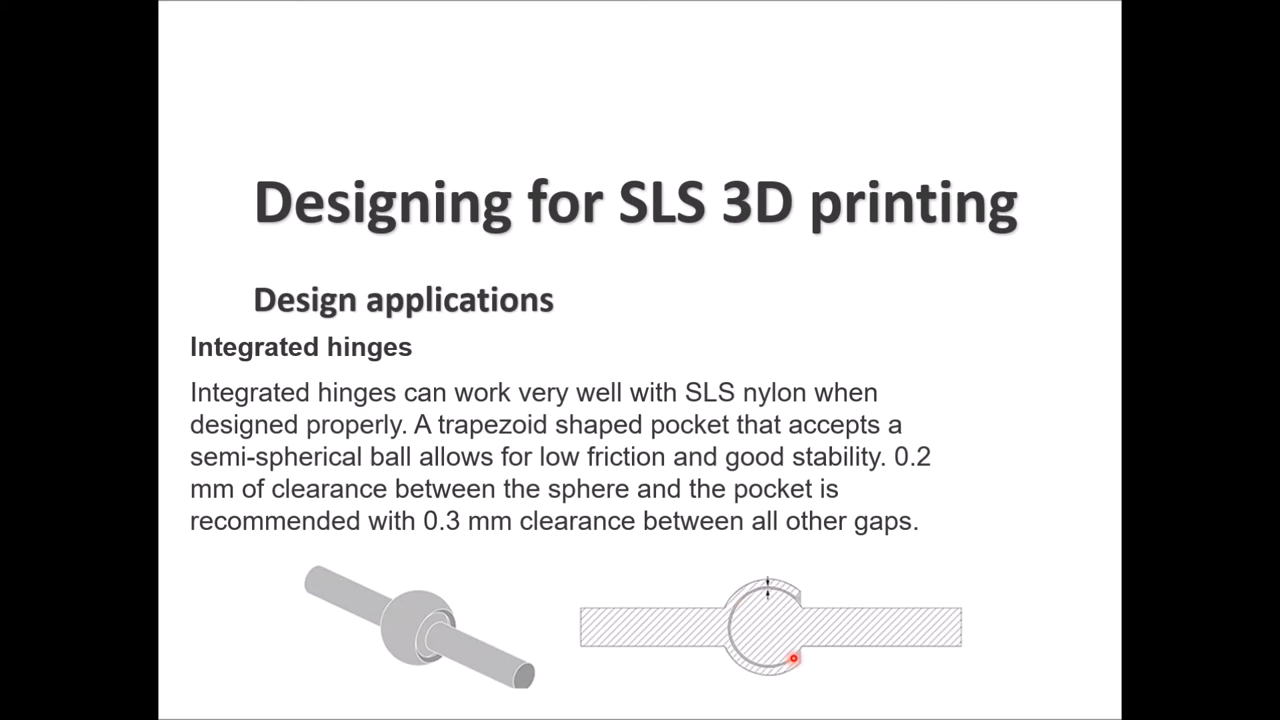 Designing for SLS 3D printing
Design applications
Integrated hinges
Integrated hinges can work very well with SLS nylon when
designed properly. A trapezoid shaped pocket that accepts a
semi-spherical ball allows for low friction and good stability. 0.2
mm of clearance between the sphere and the pocket is
recommended with 0.3 mm clearance between all other gaps.